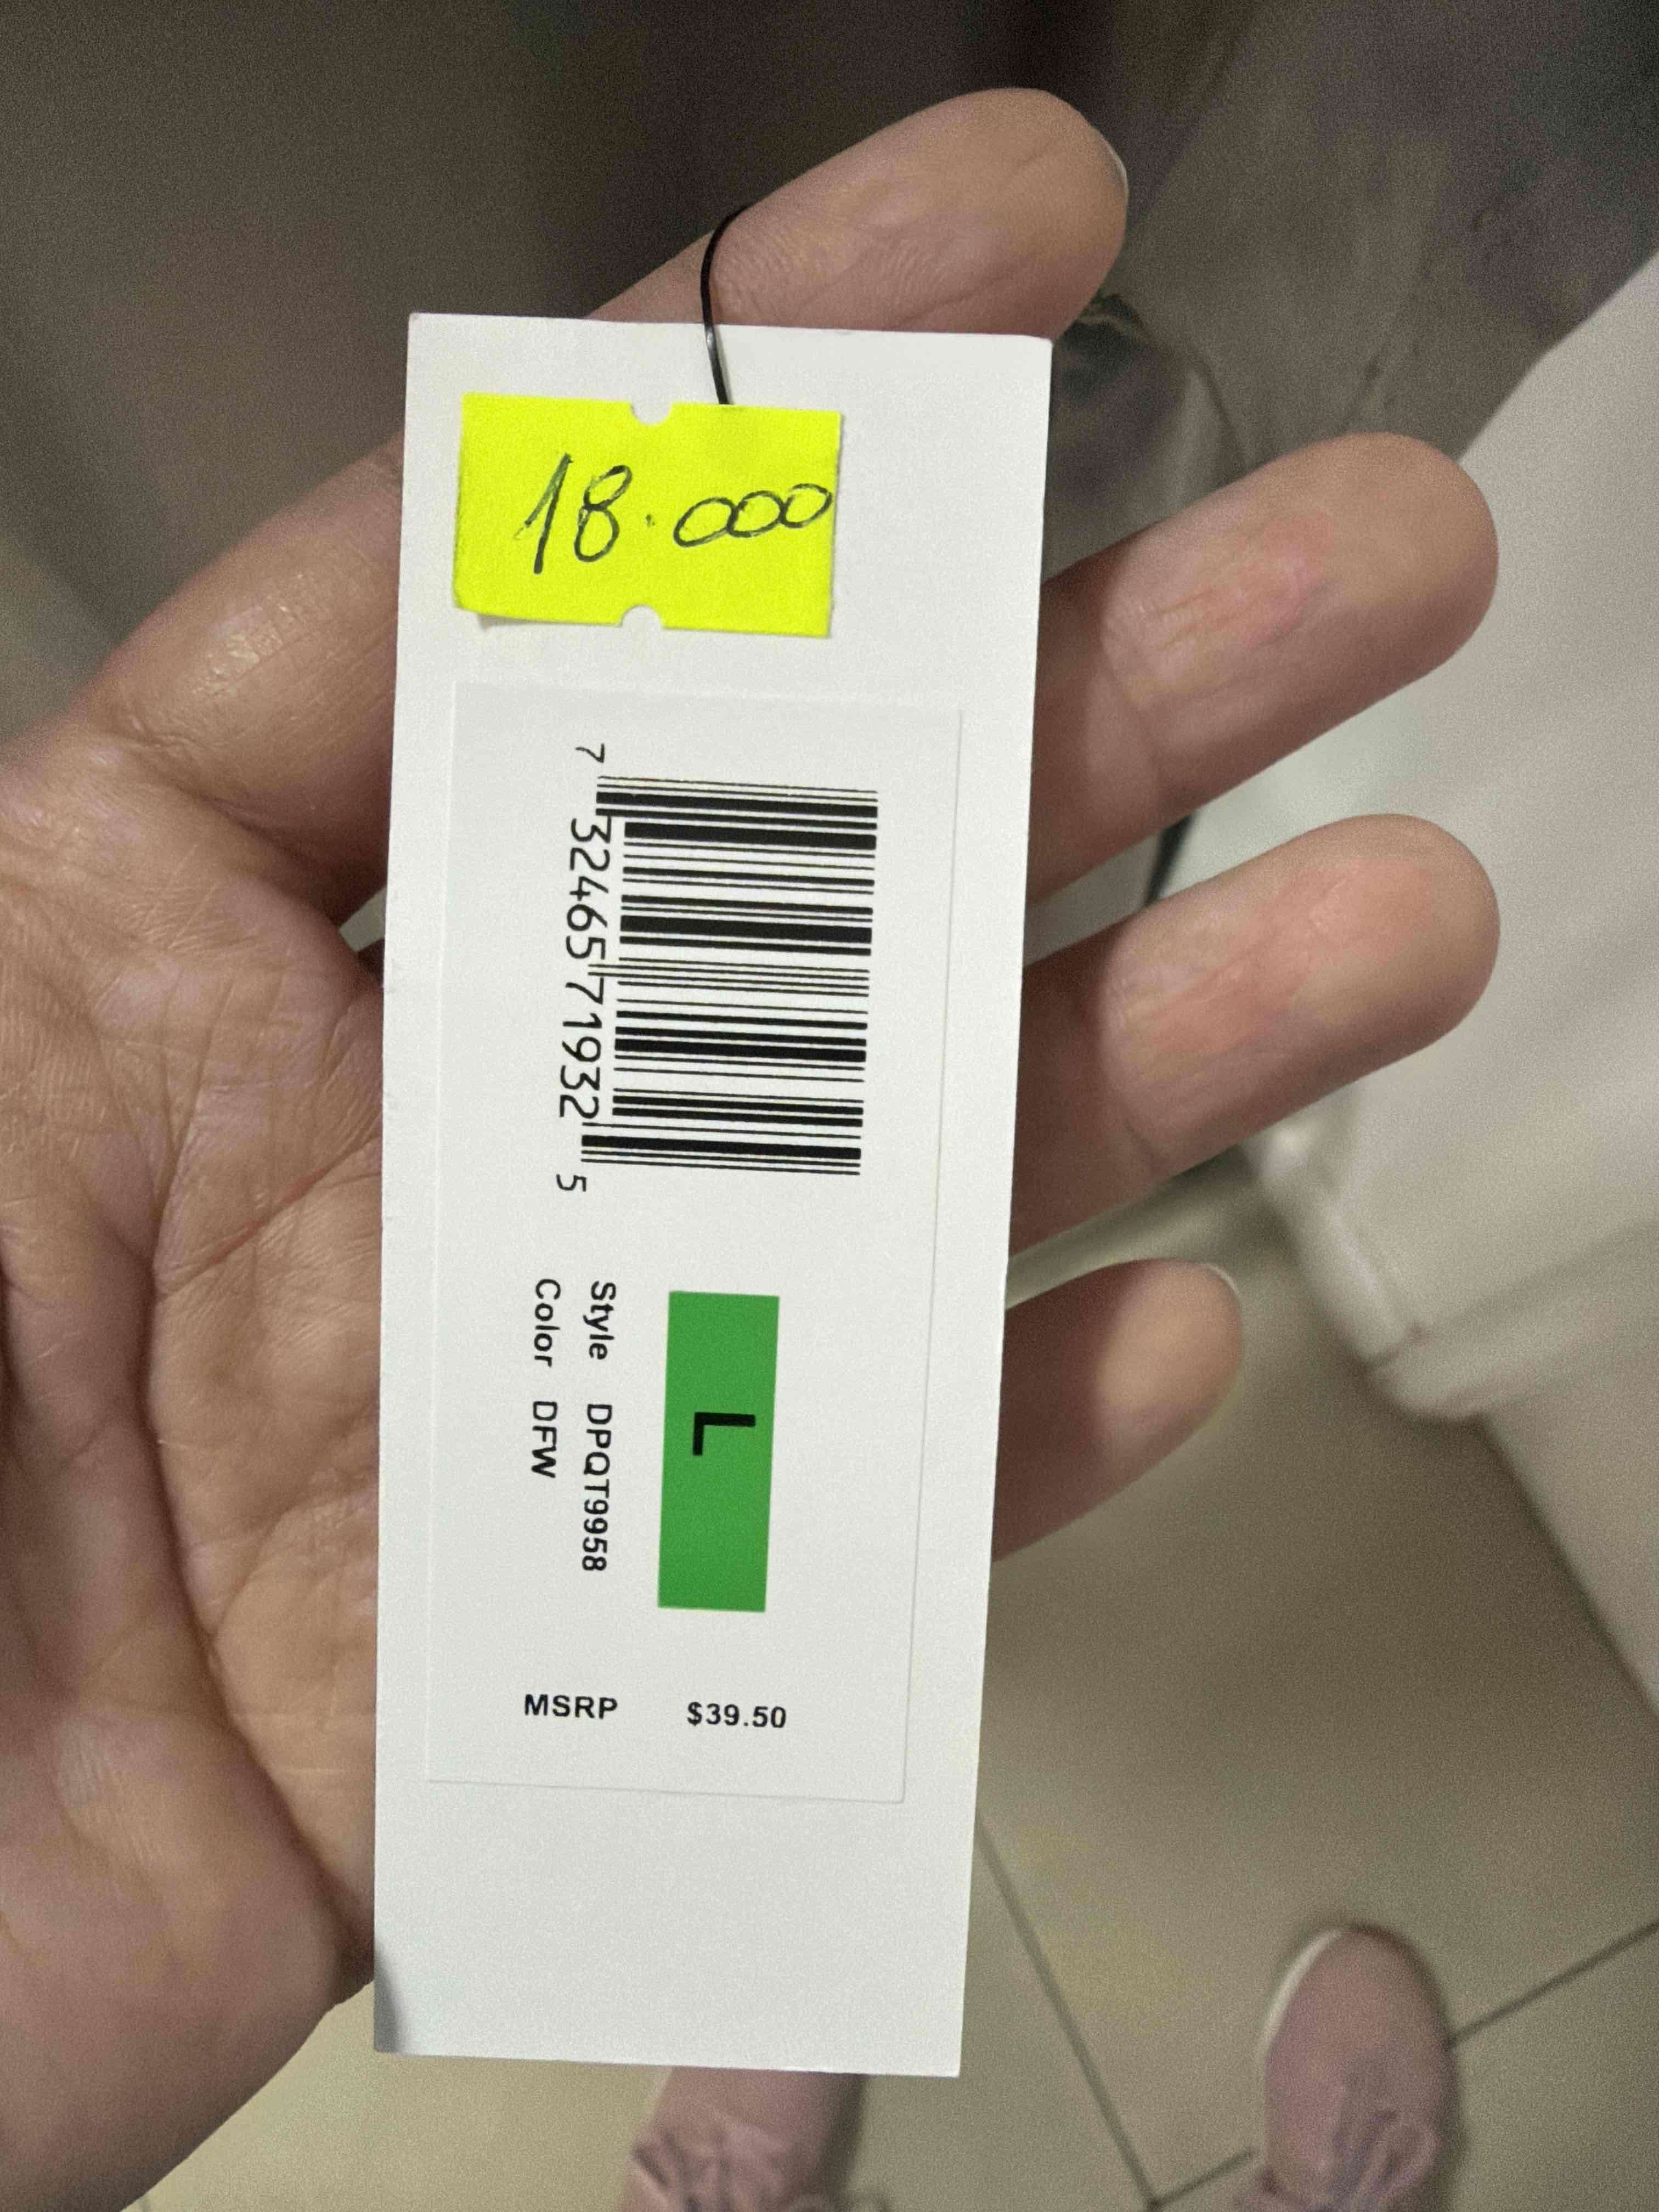 18.000
7 32465 71932 5
L
Style DPQT9958
Color DFW
MSRP $39.50